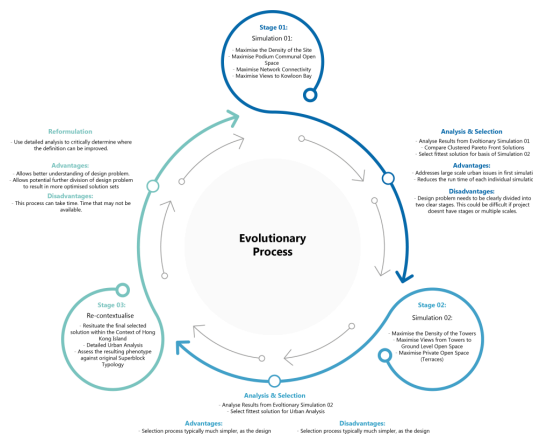 Stage 01:
Simulation 01:
- Maximise the Density of the Site
- Maximise Podium Communal Open
Space
- Maximise Network Connectivity
- Maximise Views to Kowloon Bay
Reformulation
- Use detailed analysis to critically determine where
the definition can be improved.
Advantages:
- Allows better understanding of design problem.
- Allows potential further division of design problem
to result in more optimised solution sets
Disadvantages:
- This process can take time. Time that may not be
available.
Analysis & Selection
- Analyse Results from Evolitionary Simulation 01
- Compare Clustered Pareto Front Solutions
- Select fittest solution for basis of Simulation 02
Advantages:
- Addresses large scale urban issues in first simulati
- Reduces the run time of each individual simulatio
Disadvantages:
- Design problem needs to be clearly divided into
two clear stages. This could be difficult if project
doesnt have stages or multiple scales.
Evolutionary
Process
Stage 03:
Re-contextualise
- Resituate the final selected
solution within the Context of Hong
Kong Island
- Detailed Urban Analysis
- Assess the resulting phenotype
against original Superblock
Typology
Stage 02:
Simulation 02:
- Maximise the Density of the Towers
- Maximise Views from Towers to
Ground Level Open Space
- Maximise Private Open Space
(Terraces)
Analysis & Selection
- Analyse Results from Evoltionary Simulation 02
- Select fittest solution for Urban Analysis
Advantages:
- Selection process typically much simpler, as the design
Disadvantages:
- Selection process typically much simpler, as the design